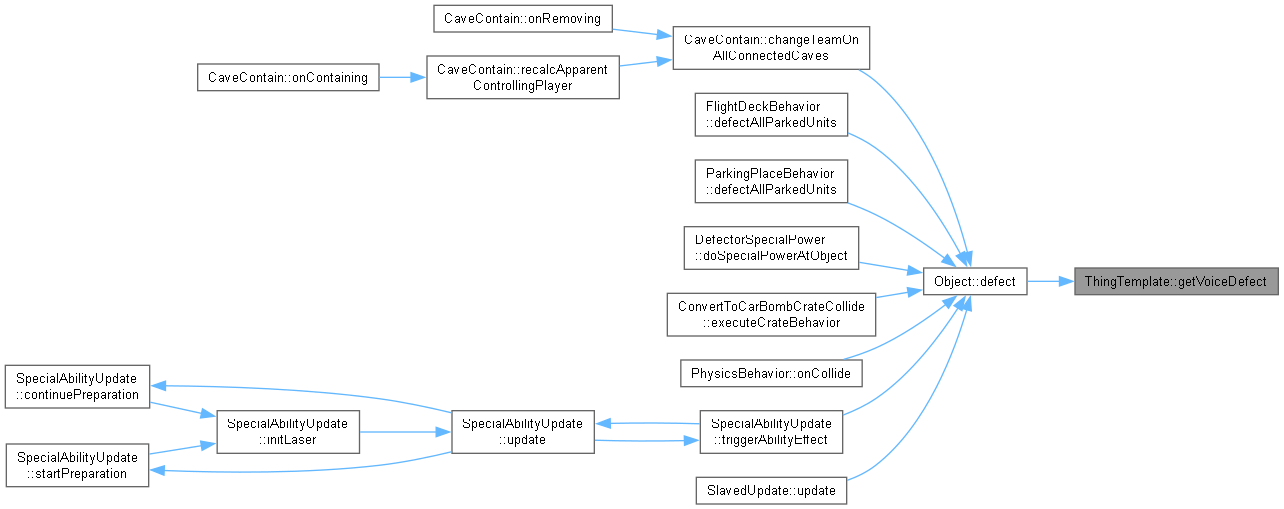 CaveContain::onRemoving
CaveContain::changeTeamOn
AllConnectedCaves
CaveContain::onContaining
CaveContain::recalcApparent
ControllingPlayer
FlightDeckBehavior
::defectAllParkedUnits
ParkingPlaceBehavior
::defectAllParkedUnits
DefectorSpecialPower
::doSpecialPowerAtObject
Object::defect
ThingTemplate::getVoiceDefect
ConvertToCarBombCrateCollide
::executeCrateBehavior
PhysicsBehavior::onCollide
SpecialAbilityUpdate
::continuePreparation
SpecialAbilityUpdate
::initLaser
SpecialAbilityUpdate
::update
SpecialAbilityUpdate
::triggerAbilityEffect
SpecialAbilityUpdate
::startPreparation
SlavedUpdate::update